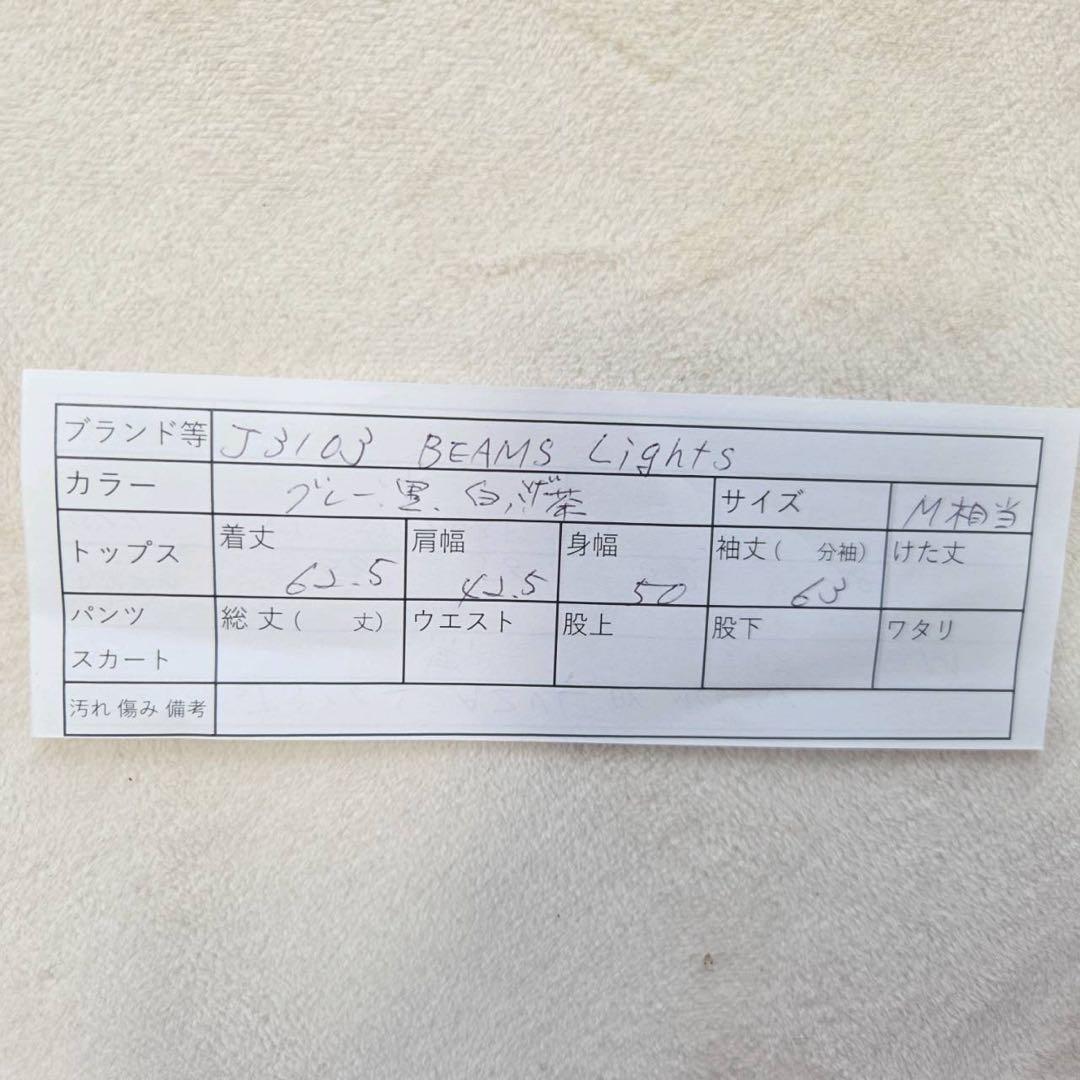 ブランド等 J3103 BEAMS Lights
カラー グレー、黒、白、茶 サイズ M相当
トップス 着丈 62.5 肩幅 42.5 身幅 50 袖丈( 分袖) 63 けた丈
パンツ スカート 総丈( 丈) ウエスト 股上 股下 ワタリ
汚れ 傷み 備考